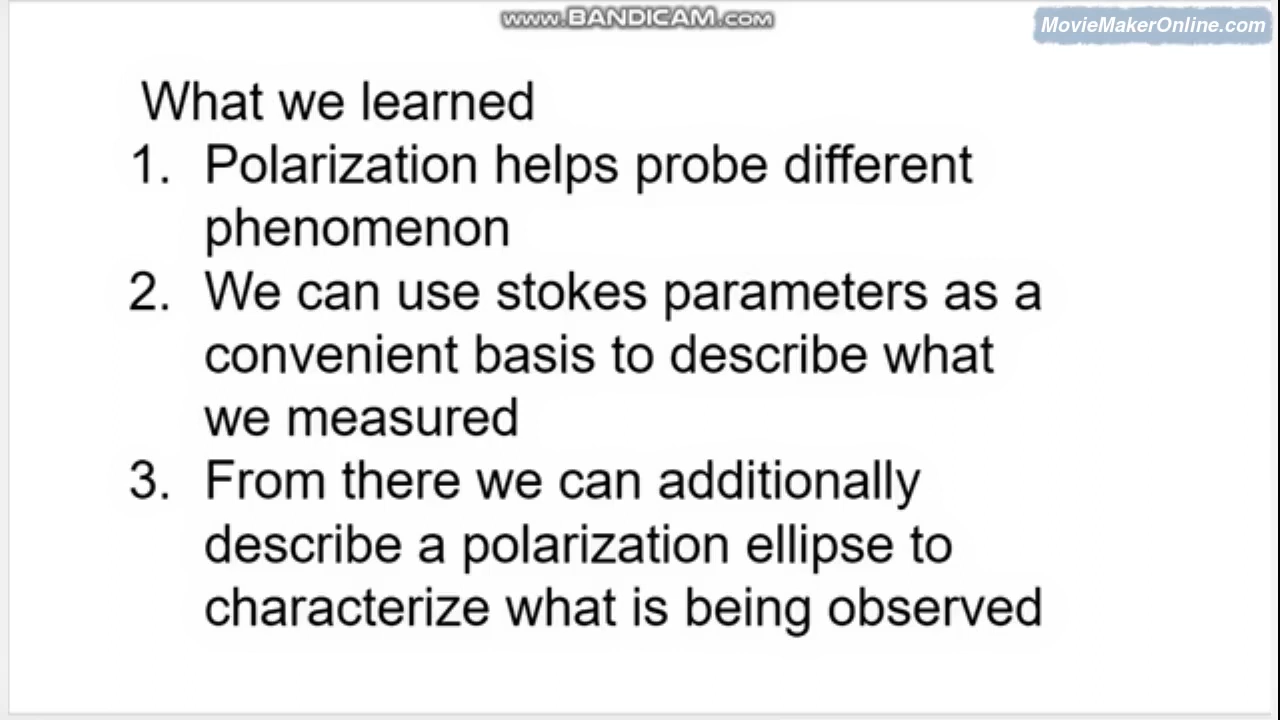 www.BANDICAM.com
MovieMakerOnline.com
What we learned
1. Polarization helps probe different
phenomenon
2. We can use stokes parameters as a
convenient basis to describe what
we measured
3. From there we can additionally
describe a polarization ellipse to
characterize what is being observed